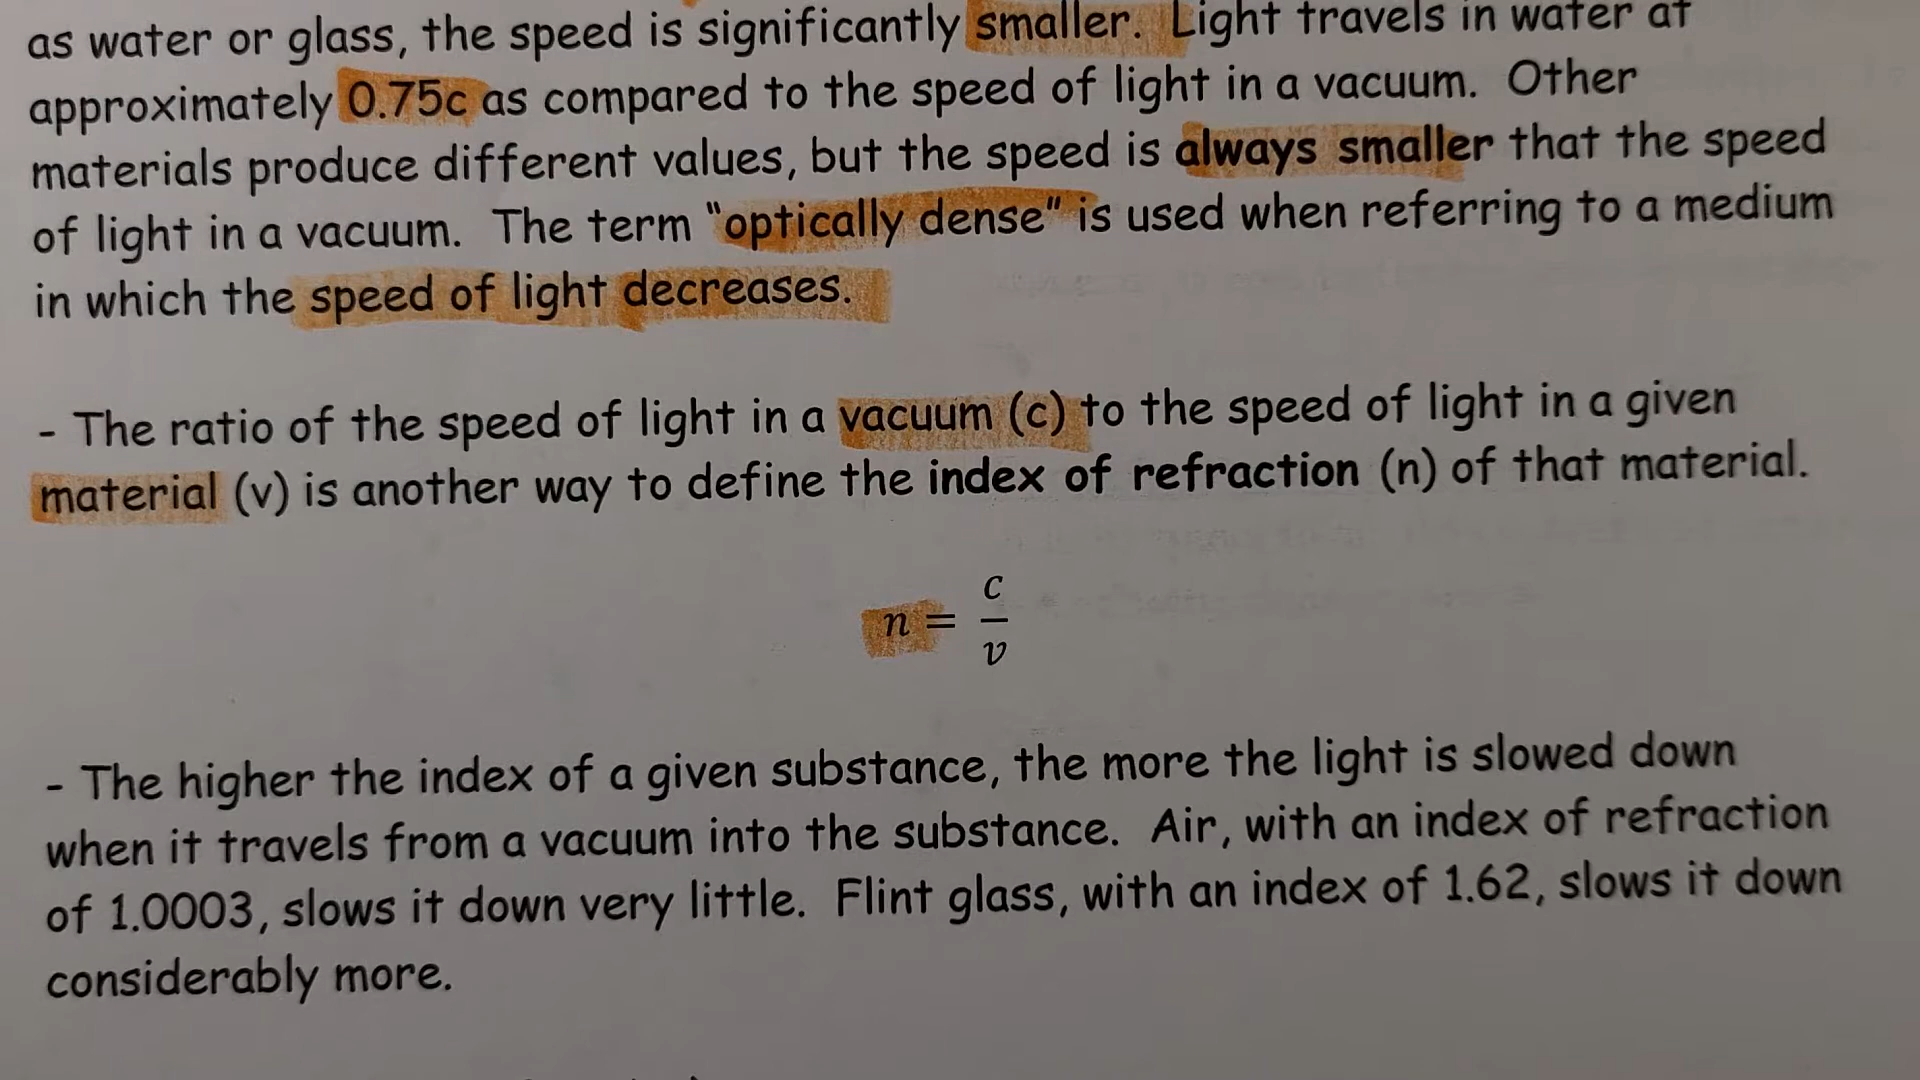 as water or glass, the speed is significantly smaller. Light travels in water at
approximately 0.75c as compared to the speed of light in a vacuum. Other
materials produce different values, but the speed is always smaller that the speed
of light in a vacuum. The term "optically dense" is used when referring to a medium
in which the speed of light decreases.
- The ratio of the speed of light in a vacuum (c) to the speed of light in a given
material (v) is another way to define the index of refraction (n) of that material.
n = c/v
- The higher the index of a given substance, the more the light is slowed down
when it travels from a vacuum into the substance. Air, with an index of refraction
of 1.0003, slows it down very little. Flint glass, with an index of 1.62, slows it down
considerably more.